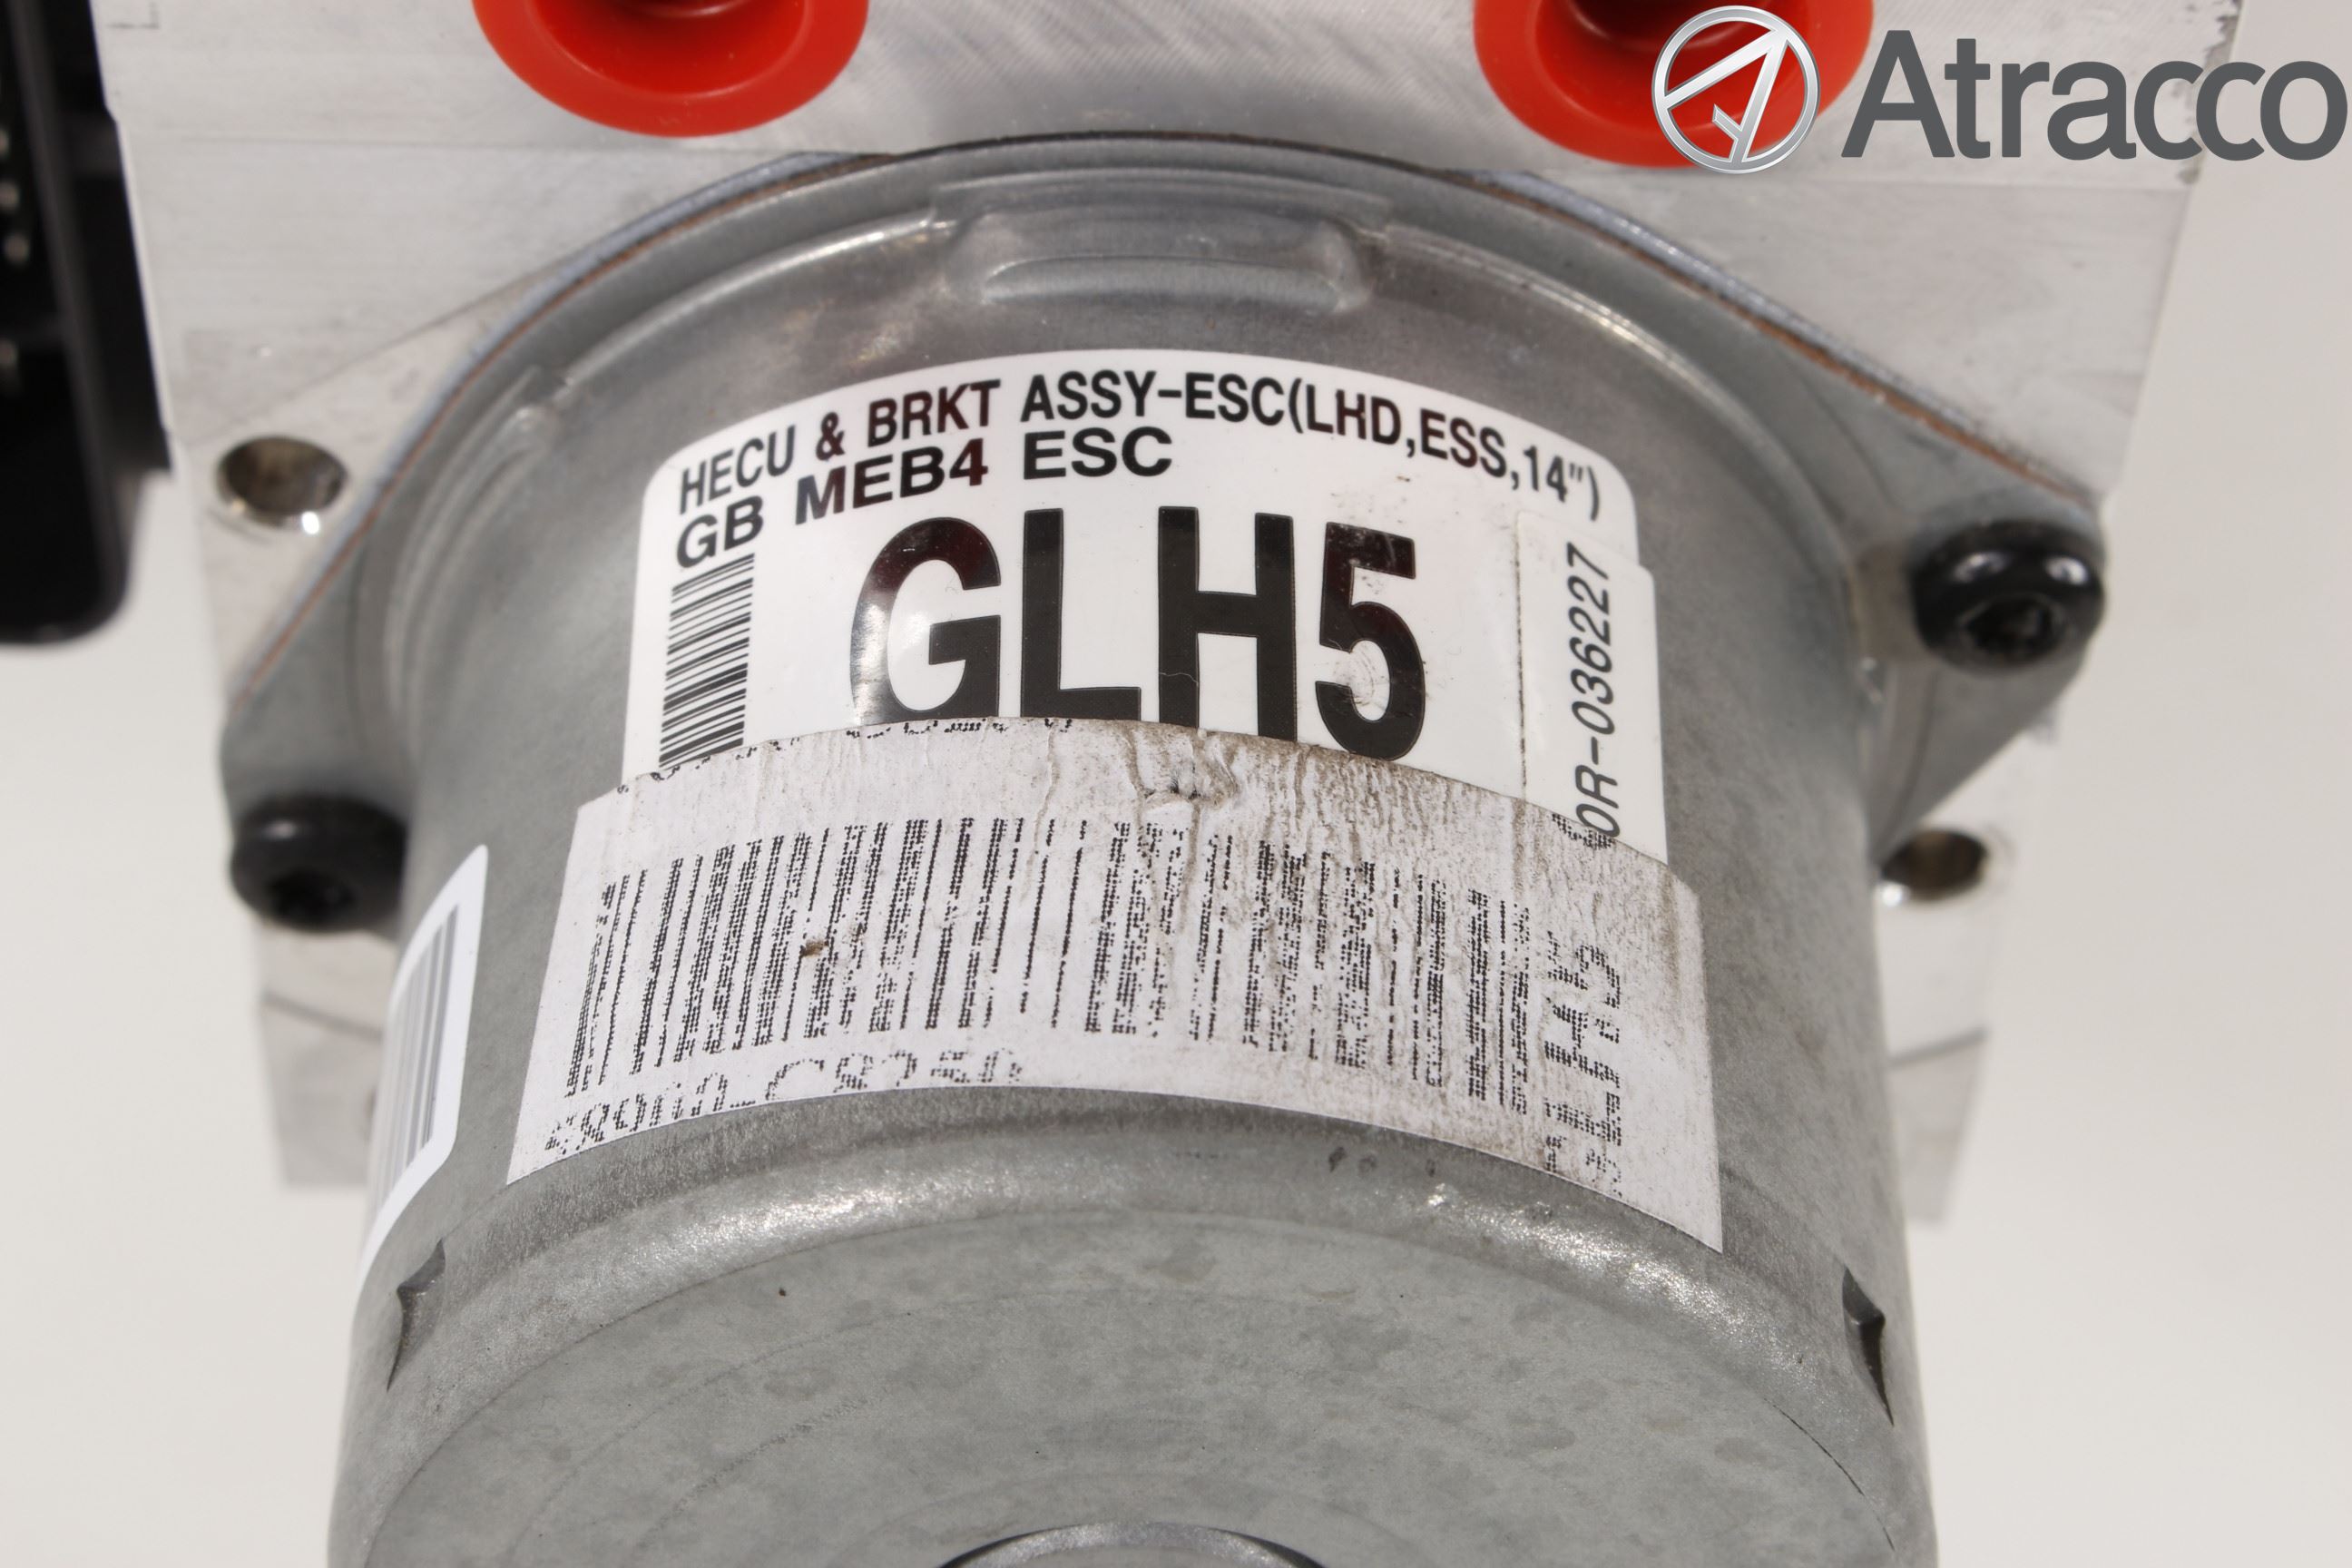 Atracco
HECU & BRKT ASSY-ESC(LHD,ESS,14")
GB MEB4 ESC
GLH5
0R-036227